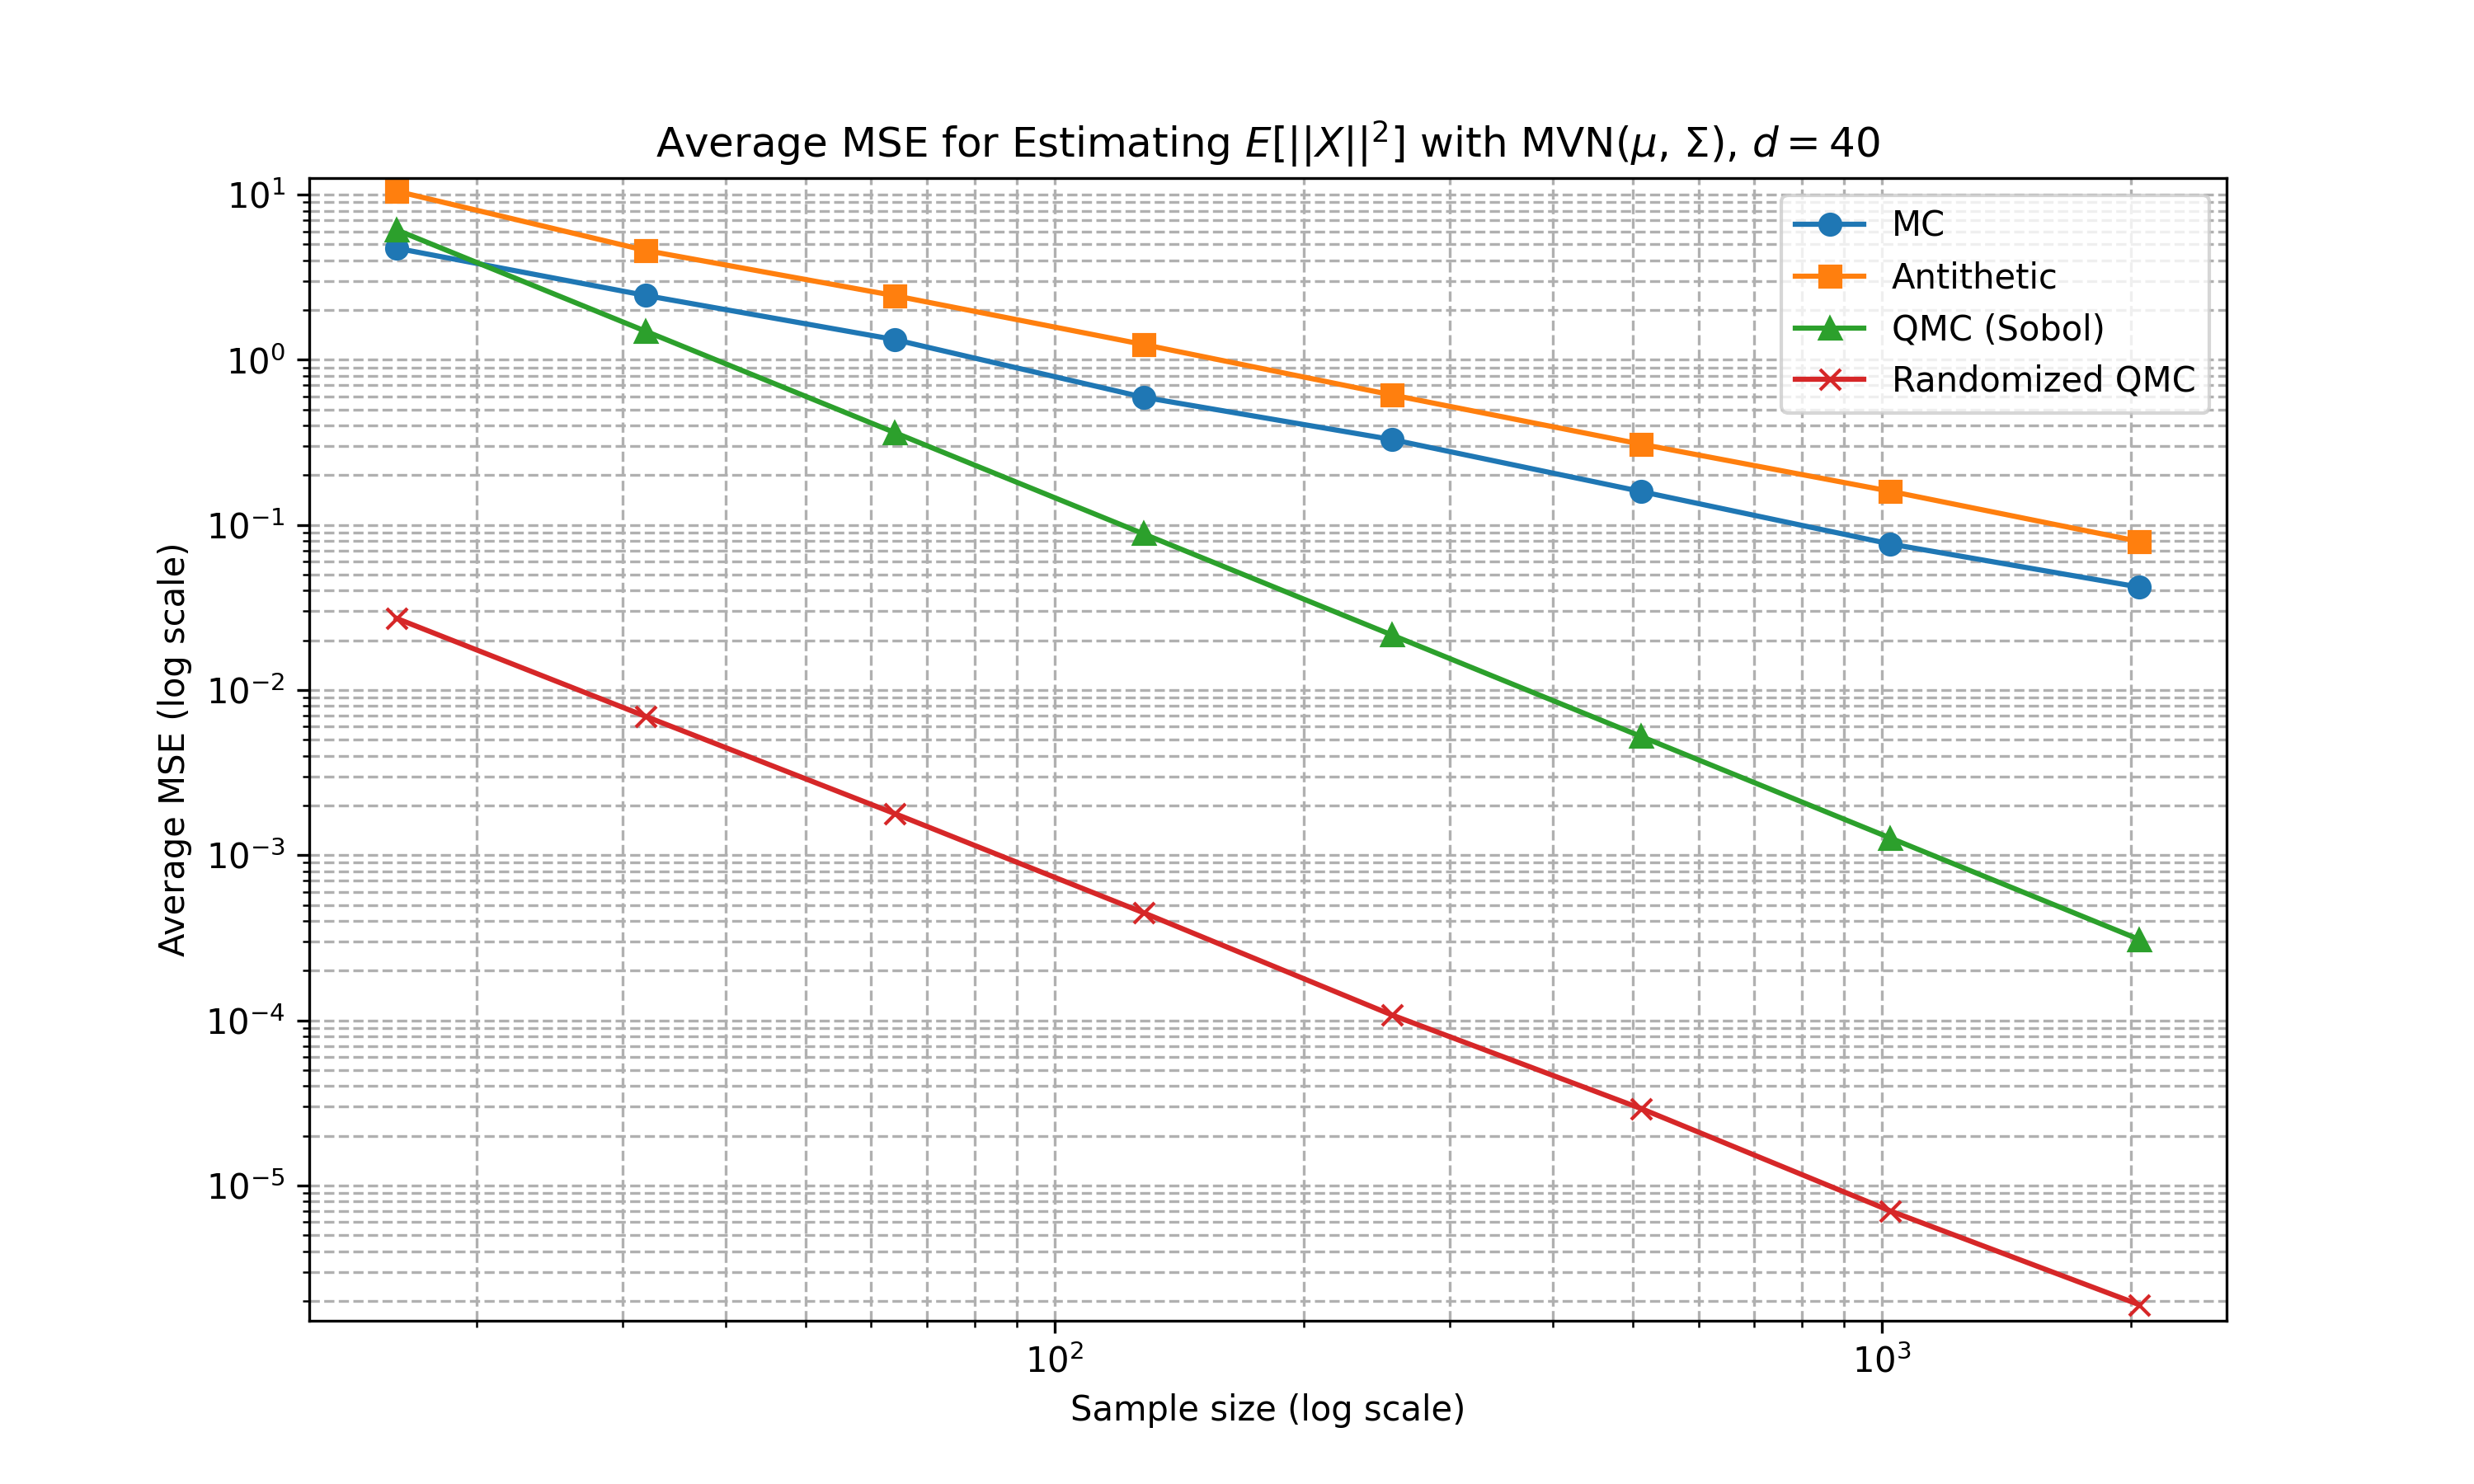 Average MSE for Estimating E[||X||²] with MVN(μ, Σ), d = 40
10¹
10⁰
10⁻¹
10⁻²
10⁻³
10⁻⁴
10⁻⁵
Average MSE (log scale)
MC
Antithetic
QMC (Sobol)
Randomized QMC
10²
10³
Sample size (log scale)